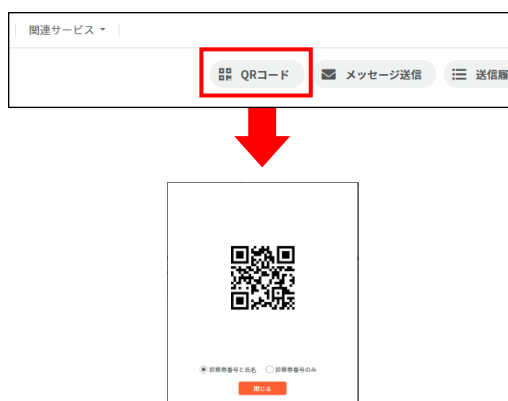 関連サービス
QRコード
メッセージ送信
送信履
診察券番号と氏名
診察券番号のみ
閉じる